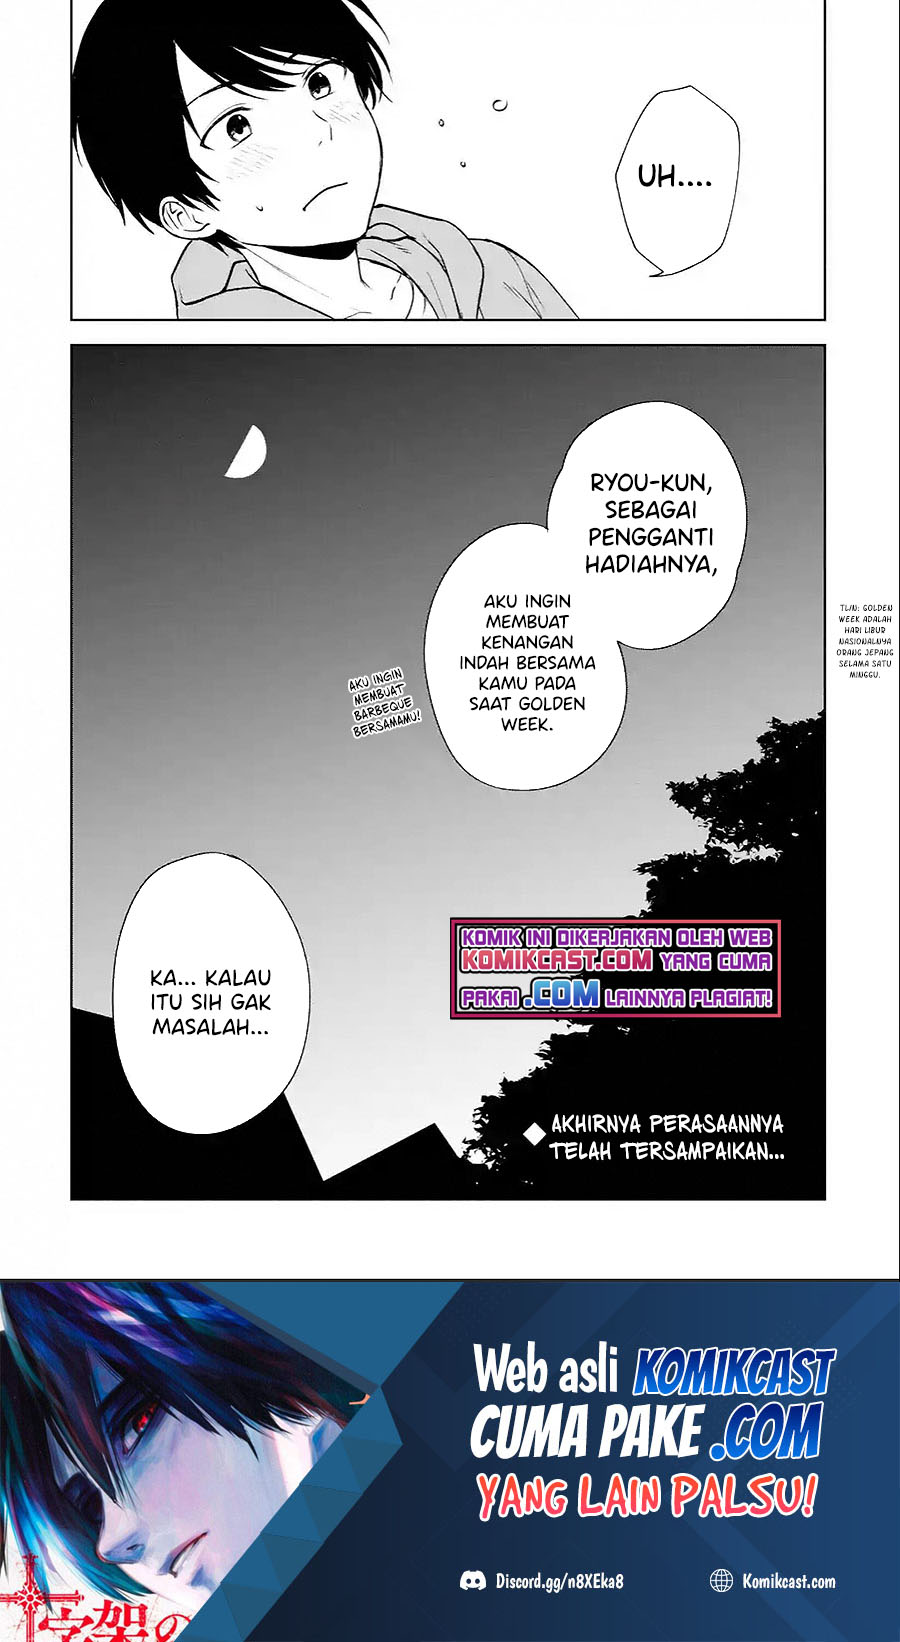 UH....
RYOU-KUN,
SEBAGAI
PENGGANTI
HADIAHNYA,
AKU INGIN
MEMBUAT
KENANGAN
INDAH BERSAMA
KAMU PADA
SAAT GOLDEN
WEEK.
AKU INGIN
MEMBUAT
BARBEQUE
BERSAMAMU!
TL/N: GOLDEN
WEEK ADALAH
HARI LIBUR
NASIONALNYA
ORANG JEPANG
SELAMA SATU
MINGGU.
KA... KALAU
ITU SIH GAK
MASALAH...
KOMIK INI DIKERJAKAN OLEH WEB
KOMIKCAST.COM YANG CUMA
PAKAI .COM LAINNYA PLAGIAT!
AKHIRNYA PERASAANNYA
TELAH TERSAMPAIKAN...
Web asli KOMIKCAST
CUMA PAKE .COM
YANG LAIN PALSU!
Discord.gg/n8XEka8
Komikcast.com
字架の